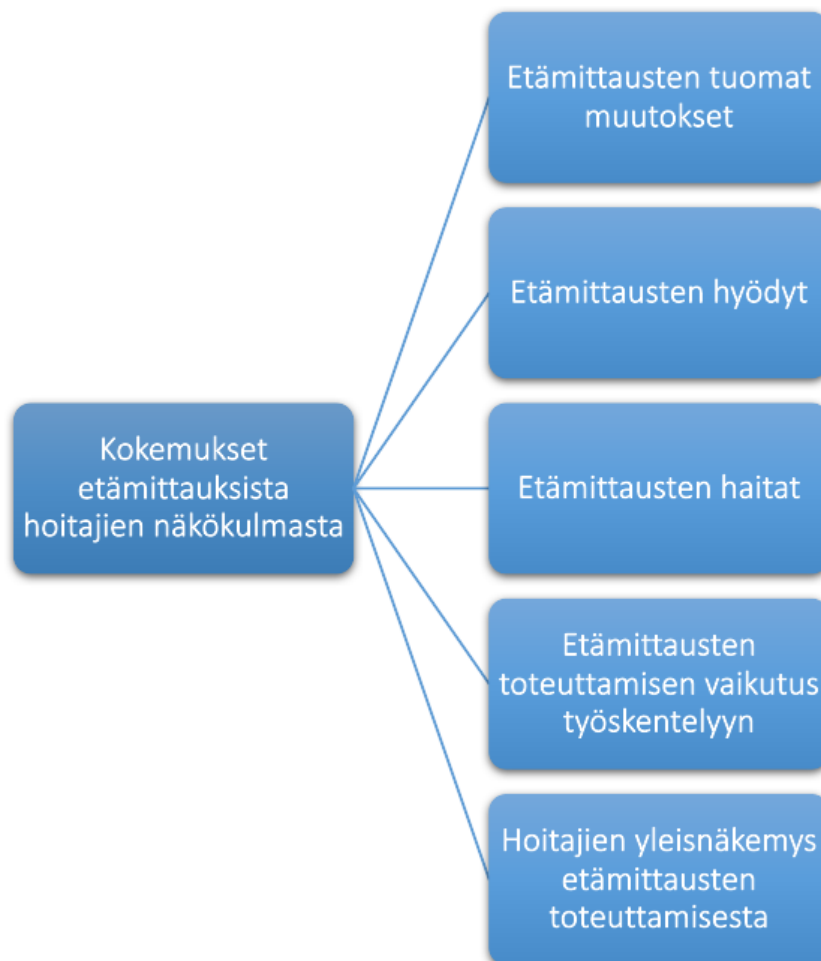 Etämittausten tuomat
muutokset
Etämittausten hyödyt
Kokemukset
etämittauksista
hoitajien näkökulmasta
Etämittausten haitat
Etämittausten
toteuttamisen vaikutus
työskentelyyn
Hoitajien yleisnäkemys
etämittausten
toteuttamisesta